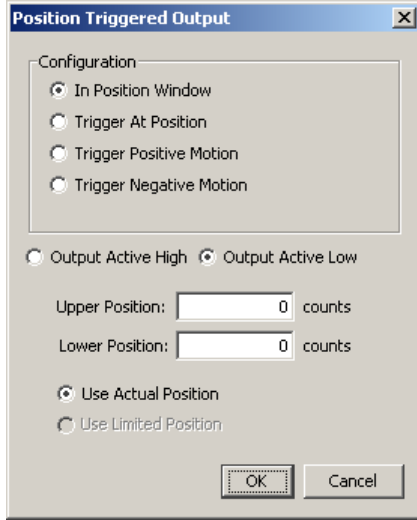 Position Triggered Output
Configuration
In Position Window
Trigger At Position
Trigger Positive Motion
Trigger Negative Motion
Output Active High Output Active Low
Upper Position: 0 counts
Lower Position: 0 counts
Use Actual Position
Use Limited Position
OK Cancel